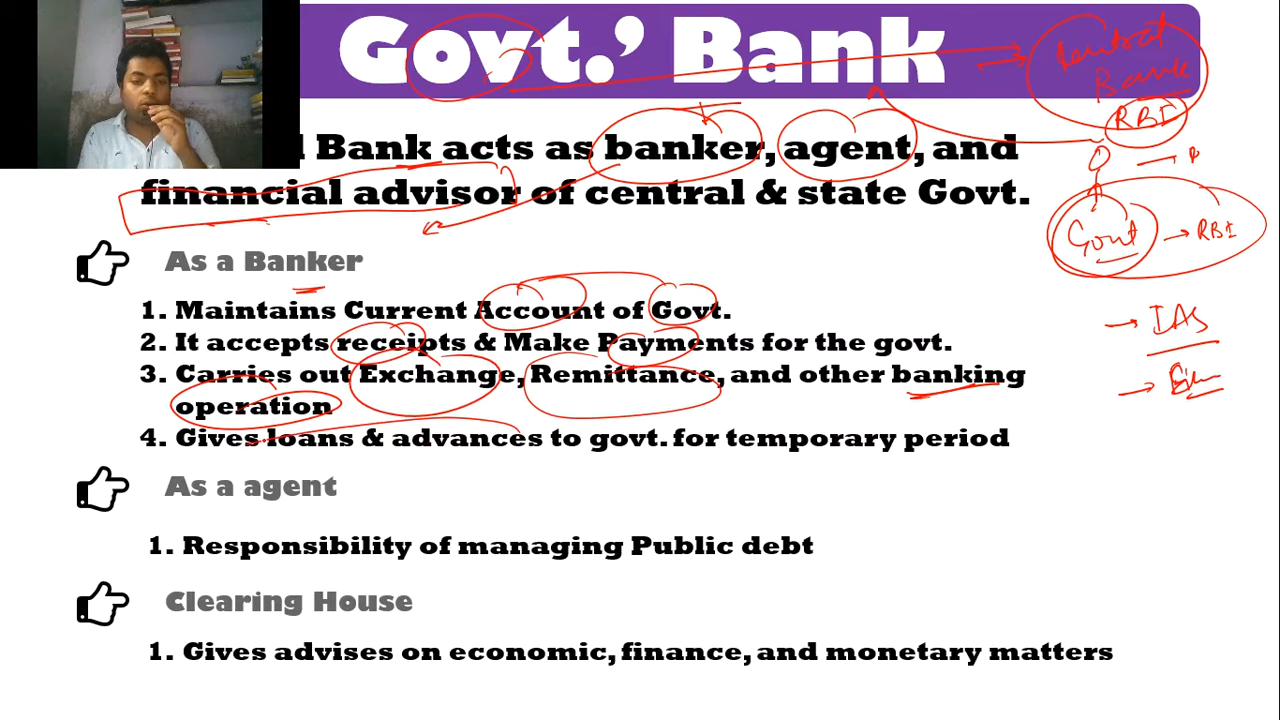 Govt.' Bank
Central
Bank
RBI
Bank acts as banker, agent, and
financial advisor of central & state Govt.
Govt → RBI
As a Banker
1. Maintains Current Account of Govt.
→ IAS
2. It accepts receipts & Make Payments for the govt.
3. Carries out Exchange, Remittance, and other banking
operation
4. Gives loans & advances to govt. for temporary period
As a agent
1. Responsibility of managing Public debt
Clearing House
1. Gives advises on economic, finance, and monetary matters